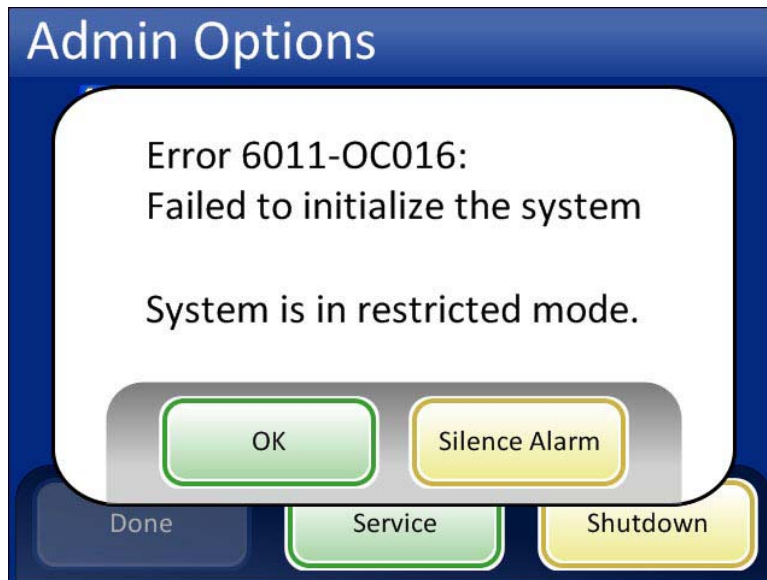 Admin Options
Error 6011-OC016:
Failed to initialize the system
System is in restricted mode.
OK
Silence Alarm
Done
Service
Shutdown